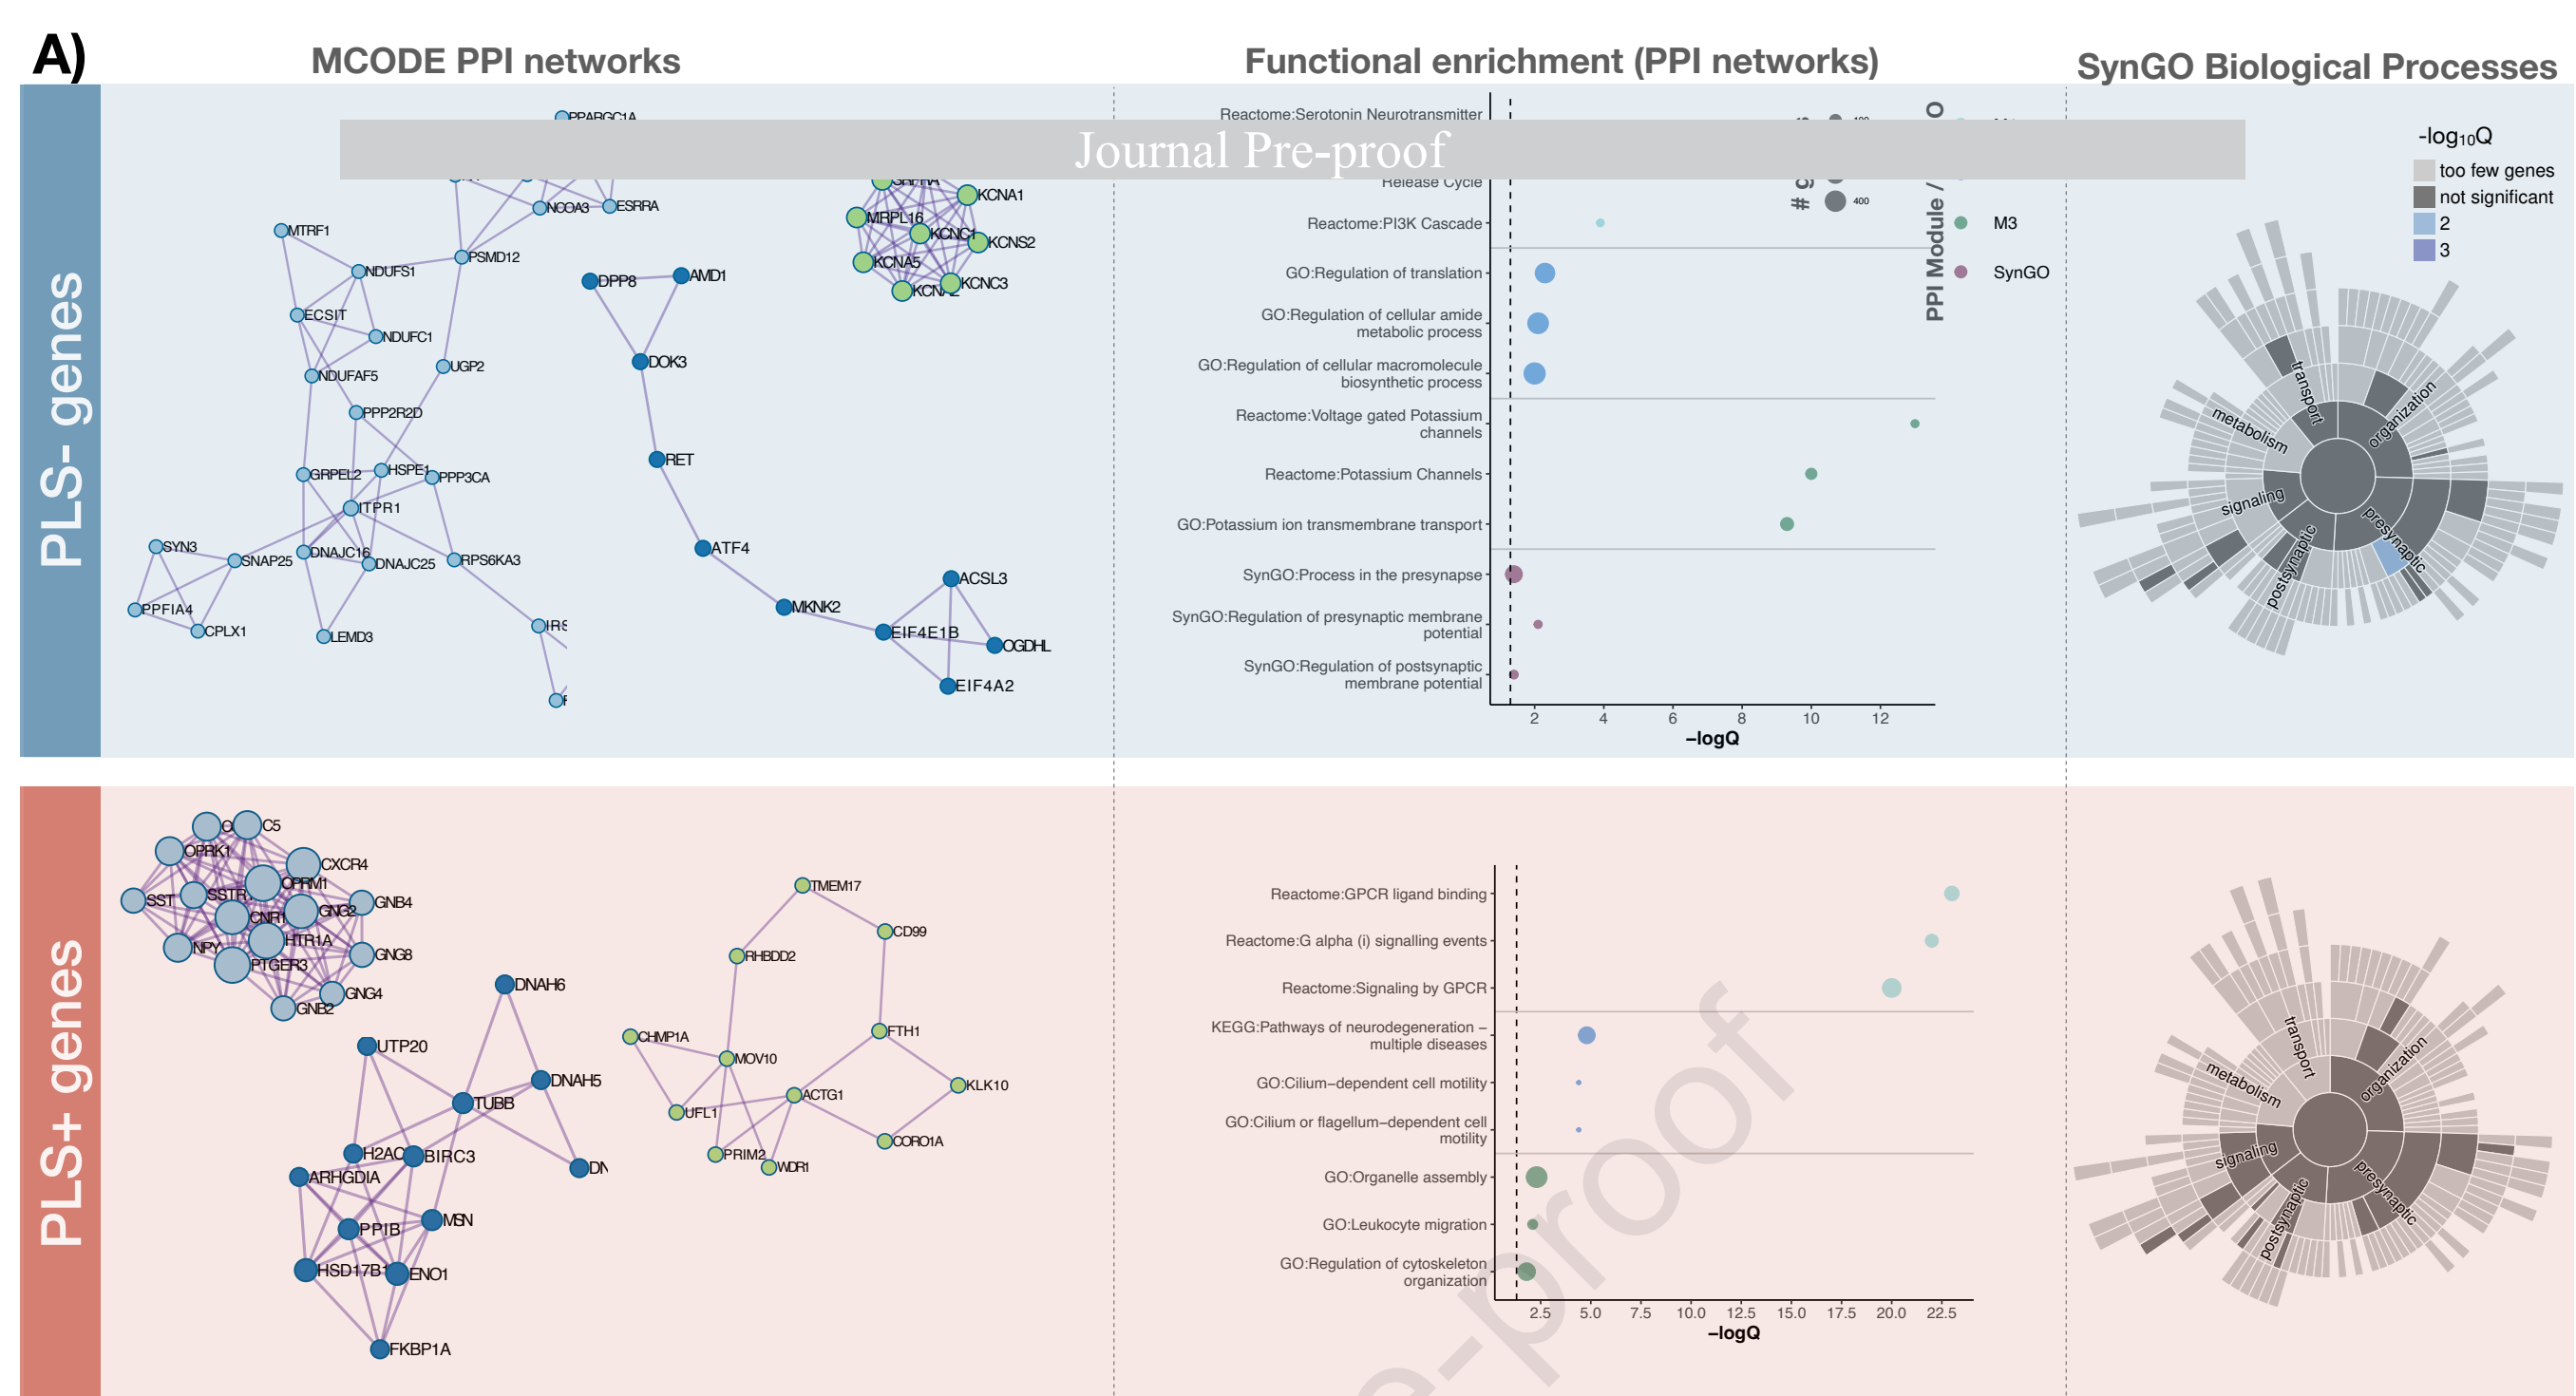 A)
MCODE PPI networks
Functional enrichment (PPI networks)
SynGO Biological Processes
Journal Pre-proof
PLS- genes
PPARGC1A
NCOA3
ESRRA
MTRF1
NDUFS1
PSMD12
ECSIT
NDUFC1
NDUFAF5
UGP2
PPP2R2D
GRPEL2
HSPE1
PPP3CA
ITPR1
SYN3
SNAP25
DNAJC16
DNAJC25
RPS6KA3
PPFIA4
CPLX1
LEMD3
DPP8
AMD1
DOK3
RET
ATF4
MKNK2
ACSL3
EIF4E1B
OGDHL
EIF4A2
KCNA1
MRPL16
KCNC1
KCNS2
KCNA5
KCNC3
Reactome:Serotonin Neurotransmitter
Release Cycle
Reactome:PI3K Cascade
GO:Regulation of translation
GO:Regulation of cellular amide
metabolic process
GO:Regulation of cellular macromolecule
biosynthetic process
Reactome:Voltage gated Potassium
channels
Reactome:Potassium Channels
GO:Potassium ion transmembrane transport
SynGO:Process in the presynapse
SynGO:Regulation of presynaptic membrane
potential
SynGO:Regulation of postsynaptic
membrane potential
2 4 6 8 10 12
–logQ
400
PPI Module /
M3
SynGO
-log10Q
too few genes
not significant
2
3
transport
organization
metabolism
signaling
postsynaptic
presynaptic
PLS+ genes
C5
OPRK1
CXCR4
OPRM1
SST
SSTR
GNB4
CNR1
GNG2
NPY
HTR1A
GNG8
PTGER3
GNG4
GNB2
DNAH6
UTP20
DNAH5
TUBB
H2AC
BIRC3
ARHGDIA
MSN
PPIB
HSD17B1
ENO1
FKBP1A
TMEM17
CD99
RHBDD2
CHMP1A
FTH1
MOV10
KLK10
ACTG1
UFL1
CORO1A
PRIM2
WDR1
Reactome:GPCR ligand binding
Reactome:G alpha (i) signalling events
Reactome:Signaling by GPCR
KEGG:Pathways of neurodegeneration –
multiple diseases
GO:Cilium–dependent cell motility
GO:Cilium or flagellum–dependent cell
motility
GO:Organelle assembly
GO:Leukocyte migration
GO:Regulation of cytoskeleton
organization
2.5 5.0 7.5 10.0 12.5 15.0 17.5 20.0 22.5
–logQ
e-proof
transport
organization
metabolism
signaling
postsynaptic
presynaptic